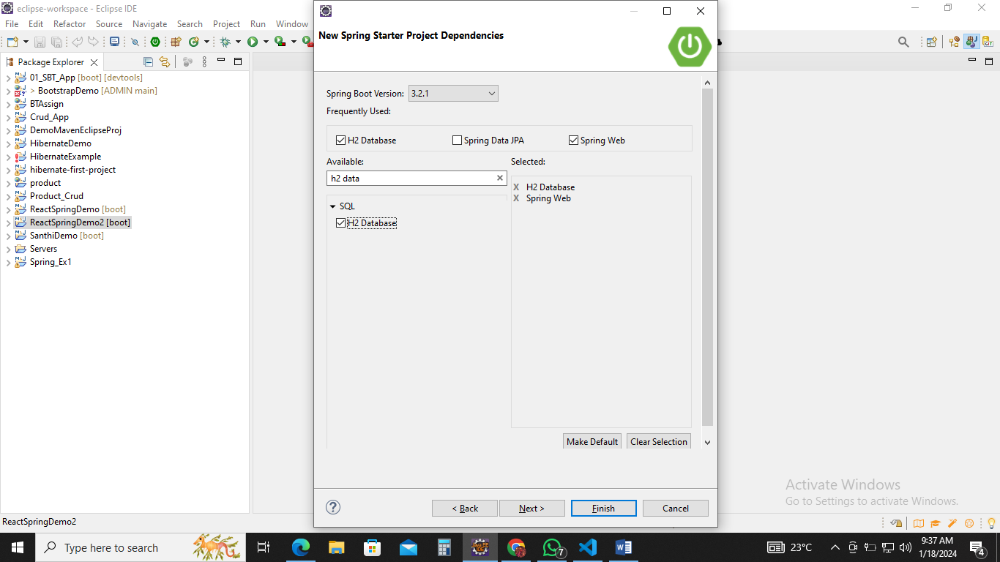 eclipse-workspace - Eclipse IDE
File Edit Refactor Source Navigate Search Project Run Window
Package Explorer
01_SBT_App [boot] [devtools]
> BootstrapDemo [ADMIN main]
BTAssign
Crud_App
DemoMavenEclipseProj
HibernateDemo
HibernateExample
hibernate-first-project
product
Product_Crud
ReactSpringDemo [boot]
ReactSpringDemo2 [boot]
SanthiDemo [boot]
Servers
Spring_Ex1
New Spring Starter Project Dependencies
Spring Boot Version: 3.2.1
Frequently Used:
H2 Database Spring Data JPA Spring Web
Available: Selected:
h2 data
SQL
H2 Database
X H2 Database
X Spring Web
Make Default Clear Selection
< Back Next > Finish Cancel
Activate Windows
Go to Settings to activate Windows.
ReactSpringDemo2
Type here to search
7
23°C
9:37 AM
1/18/2024
4